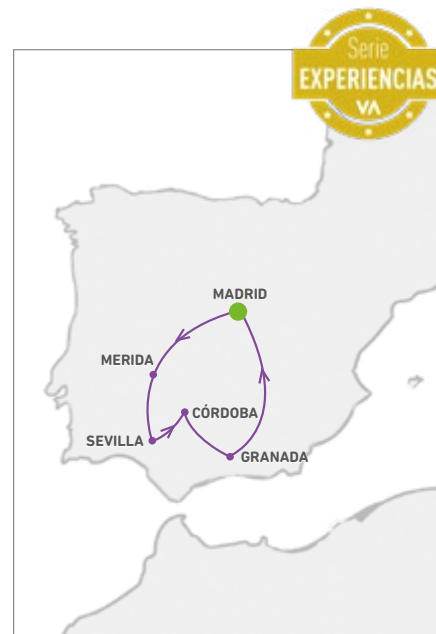 Serie
EXPERIENCIAS
VA
MADRID
MERIDA
CÓRDOBA
SEVILLA
GRANADA